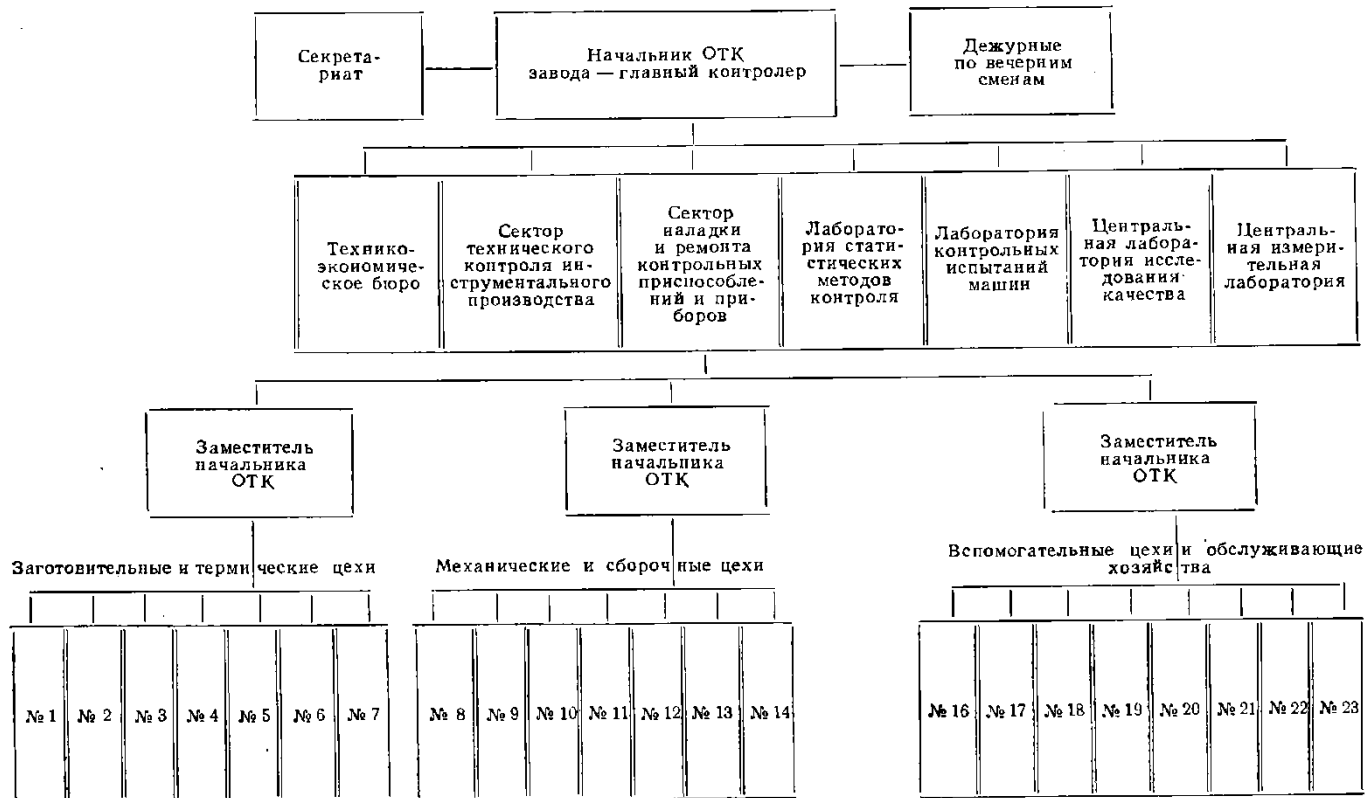 Секрета-
риат
Начальник ОТК
завода — главный контролер
Дежурные
по вечерним
сменам
Технико-
экономиче-
ское бюро
Сектор
технического
контроля ин-
струментального
производства
Сектор
наладки
и ремонта
контрольных
приспособле-
ний и при-
боров
Лаборато-
рия стати-
стических
методов
контроля
Лаборатория
контрольных
испытаний
машин
Централь-
ная лабора-
тории иссле-
дования
качества
Централь-
ная измери-
тельная
лаборатория
Заместитель
начальника
ОТК
Заместитель
начальника
ОТК
Заместитель
начальника
ОТК
Заготовительные и термические цехи
Механические и сборочные цехи
Вспомогательные цехи и обслуживающие
хозяйства
№ 1
№ 2
№ 3
№ 4
№ 5
№ 6
№ 7
№ 8
№ 9
№ 10
№ 11
№ 12
№ 13
№ 14
№ 16
№ 17
№ 18
№ 19
№ 20
№ 21
№ 22
№ 23